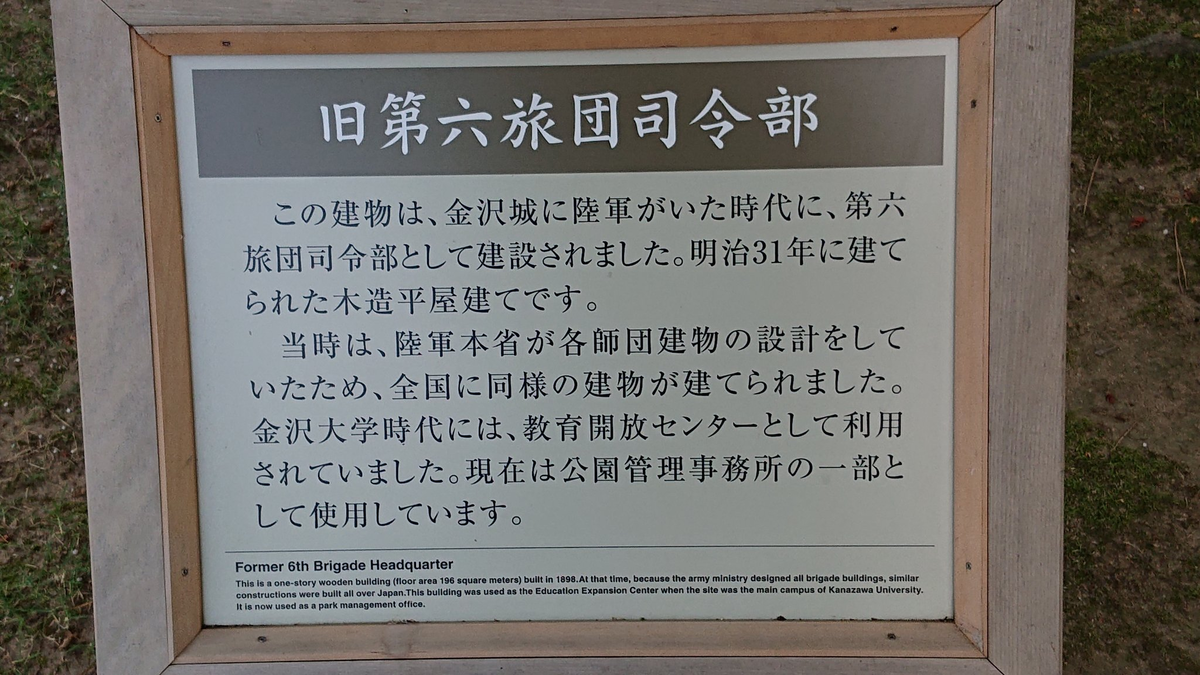 旧第六旅団司令部
この建物は、金沢城に陸軍がいた時代に、第六
旅団司令部として建設されました。明治31年に建て
られた木造平屋建てです。
当時は、陸軍本省が各師団建物の設計をして
いたため、全国に同様の建物が建てられました。
金沢大学時代には、教育開放センターとして利用
されていました。現在は公園管理事務所の一部と
して使用しています。
Former 6th Brigade Headquarter
This is a one-story wooden building (floor area 196 square meters) built in 1898.At that time, because the army ministry designed all brigade buildings, similar
constructions were built all over Japan.This building was used as the Education Expansion Center when the site was the main campus of Kanazawa University.
It is now used as a park management office.